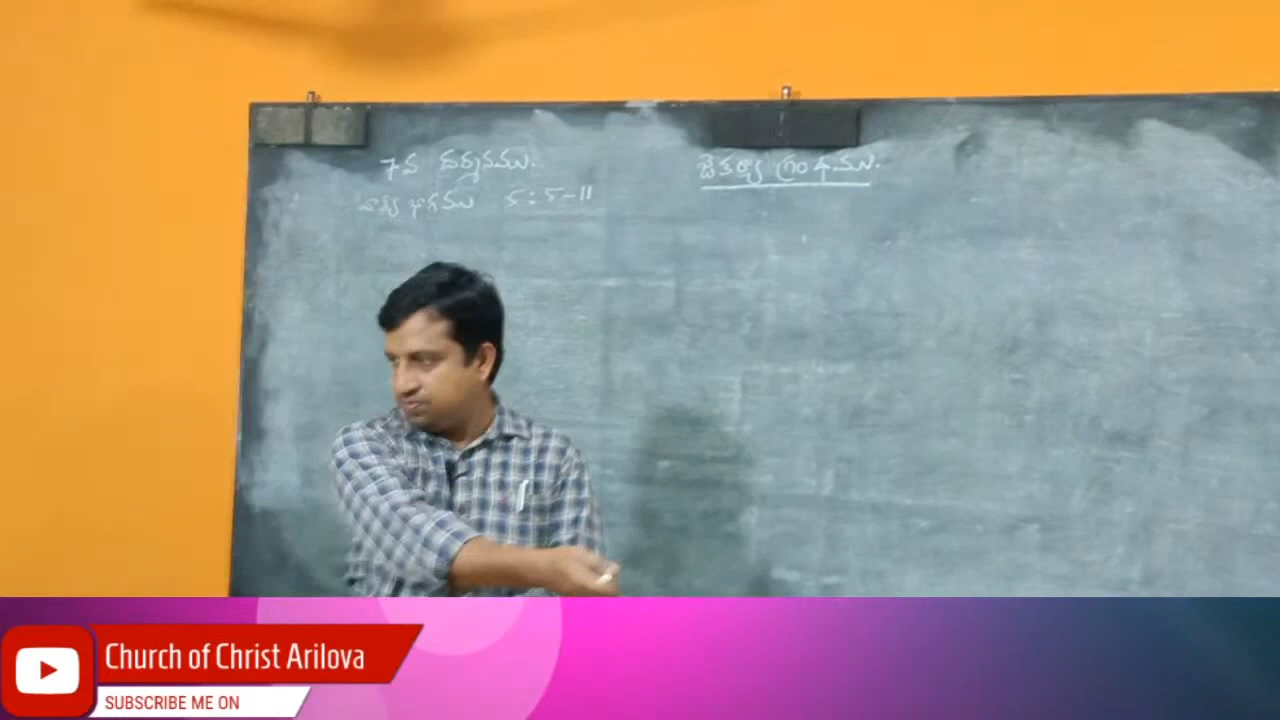 7వ దర్శనము.
వాక్య భాగము 5:5-11
జెకర్యా గ్రంథము.
Church of Christ Arilova
SUBSCRIBE ME ON